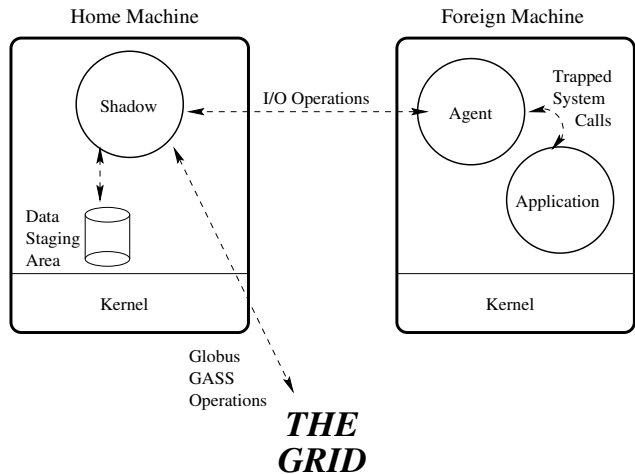 Home Machine
Foreign Machine
Shadow
I/O Operations
Agent
Trapped
System
Calls
Application
Data
Staging
Area
Kernel
Kernel
Globus
GASS
Operations
THE
GRID